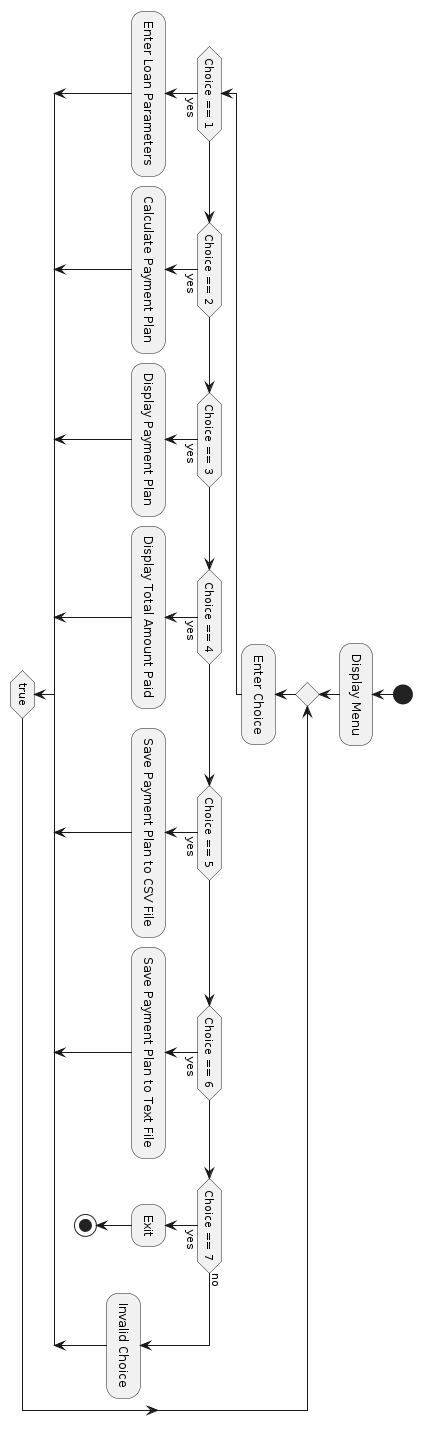 Display Menu
Enter Choice
Choice == 1
yes
Enter Loan Parameters
Choice == 2
yes
Calculate Payment Plan
Choice == 3
yes
Display Payment Plan
Choice == 4
yes
Display Total Amount Paid
Choice == 5
yes
Save Payment Plan to CSV File
Choice == 6
yes
Save Payment Plan to Text File
Choice == 7
yes
no
Exit
Invalid Choice
true